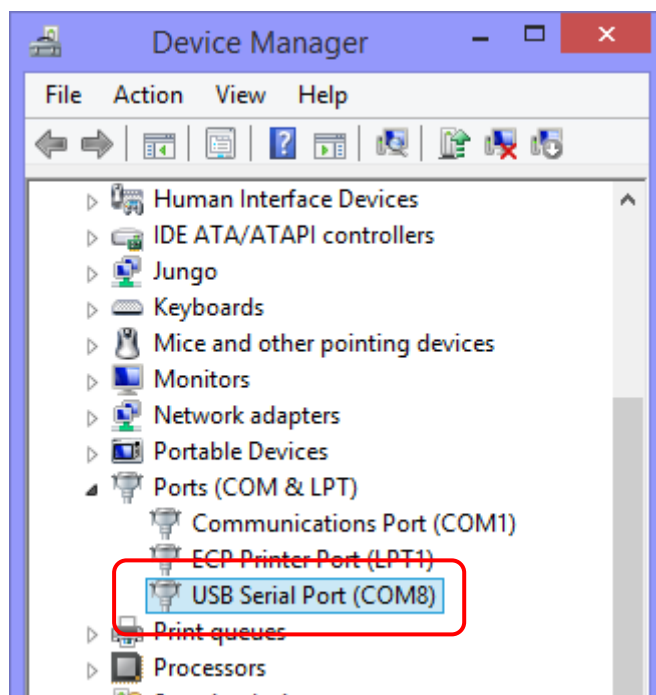 Device Manager
File Action View Help
Human Interface Devices
IDE ATA/ATAPI controllers
Jungo
Keyboards
Mice and other pointing devices
Monitors
Network adapters
Portable Devices
Ports (COM & LPT)
Communications Port (COM1)
ECP Printer Port (LPT1)
USB Serial Port (COM8)
Print queues
Processors